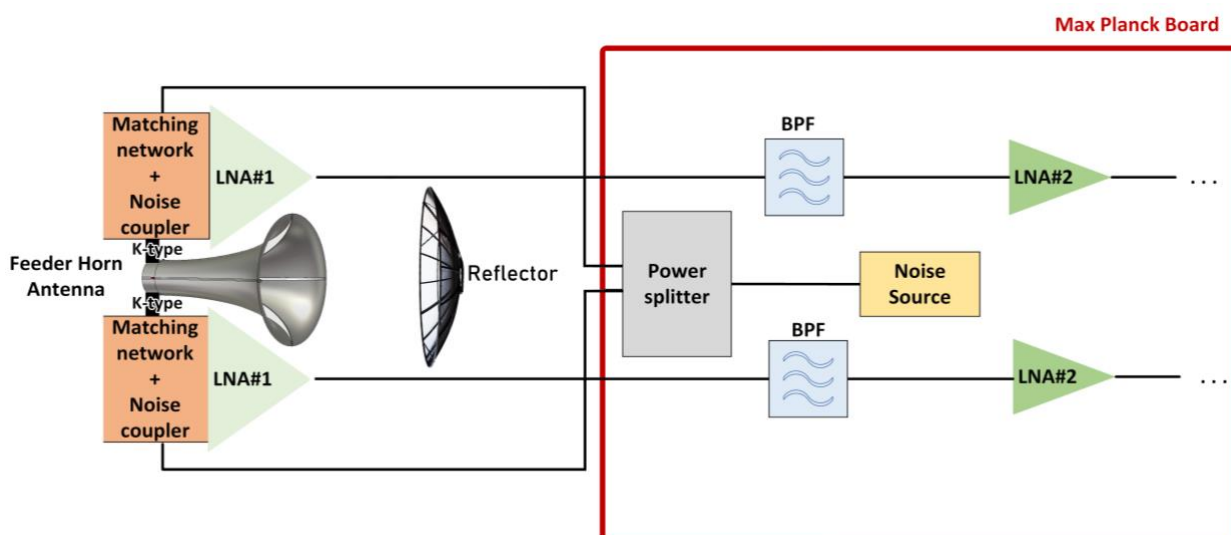 Max Planck Board
Matching
network
+
Noise
coupler
LNA#1
BPF
LNA#2
...
K-type
Feeder Horn
Antenna
K-type
Reflector
Power
splitter
Noise
Source
Matching
network
+
Noise
coupler
LNA#1
BPF
LNA#2
...